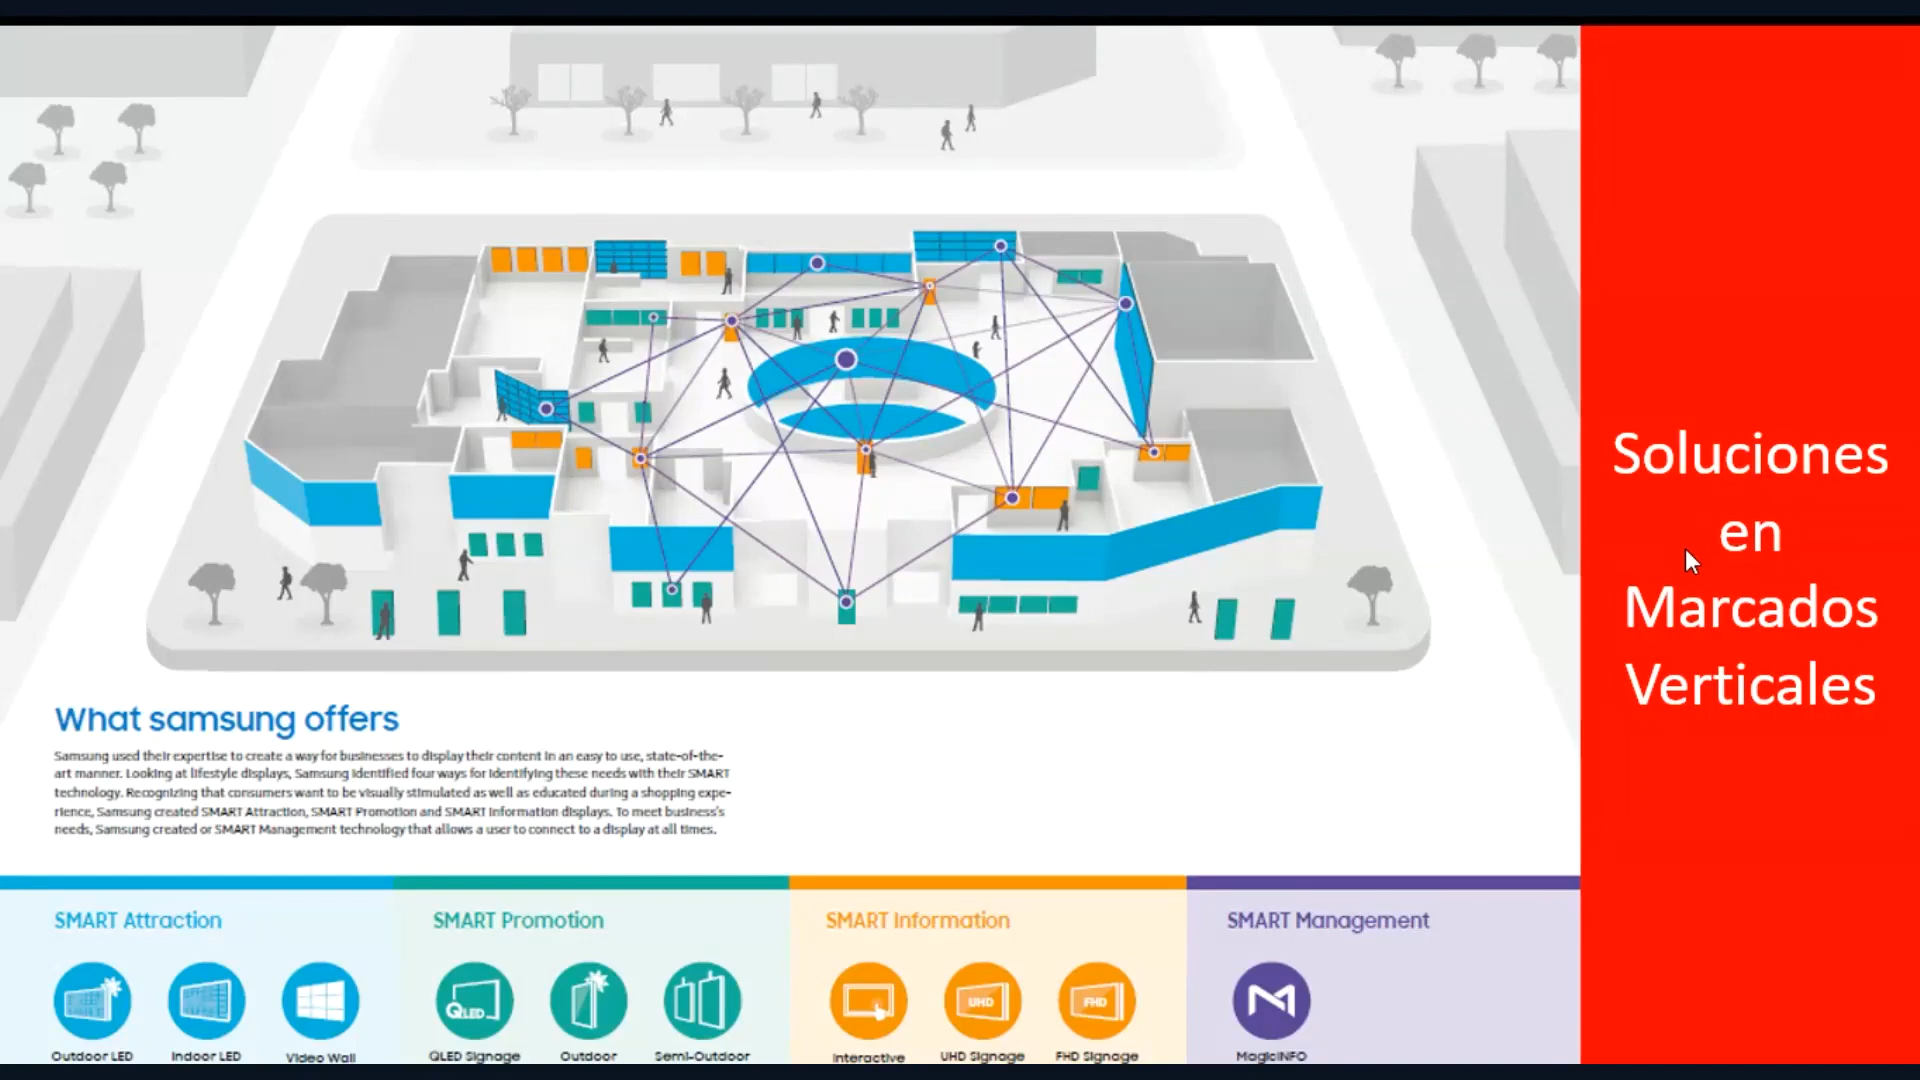 Soluciones
en
Marcados
Verticales
What samsung offers
Samsung used their expertise to create a way for businesses to display their content in an easy to use, state-of-the-
art manner. Looking at lifestyle displays, Samsung identified four ways for identifying these needs with their SMART
technology. Recognizing that consumers want to be visually stimulated as well as educated during a shopping expe-
rience, Samsung created SMART Attraction, SMART Promotion and SMART Information displays. To meet business's
needs, Samsung created or SMART Management technology that allows a user to connect to a display at all times.
SMART Attraction
SMART Promotion
SMART Information
SMART Management
QLED
UHD
FHD
Outdoor LED
Indoor LED
Video Wall
QLED Signage
Outdoor
Semi-Outdoor
Interactive
UHD Signage
FHD Signage
MagicINFO